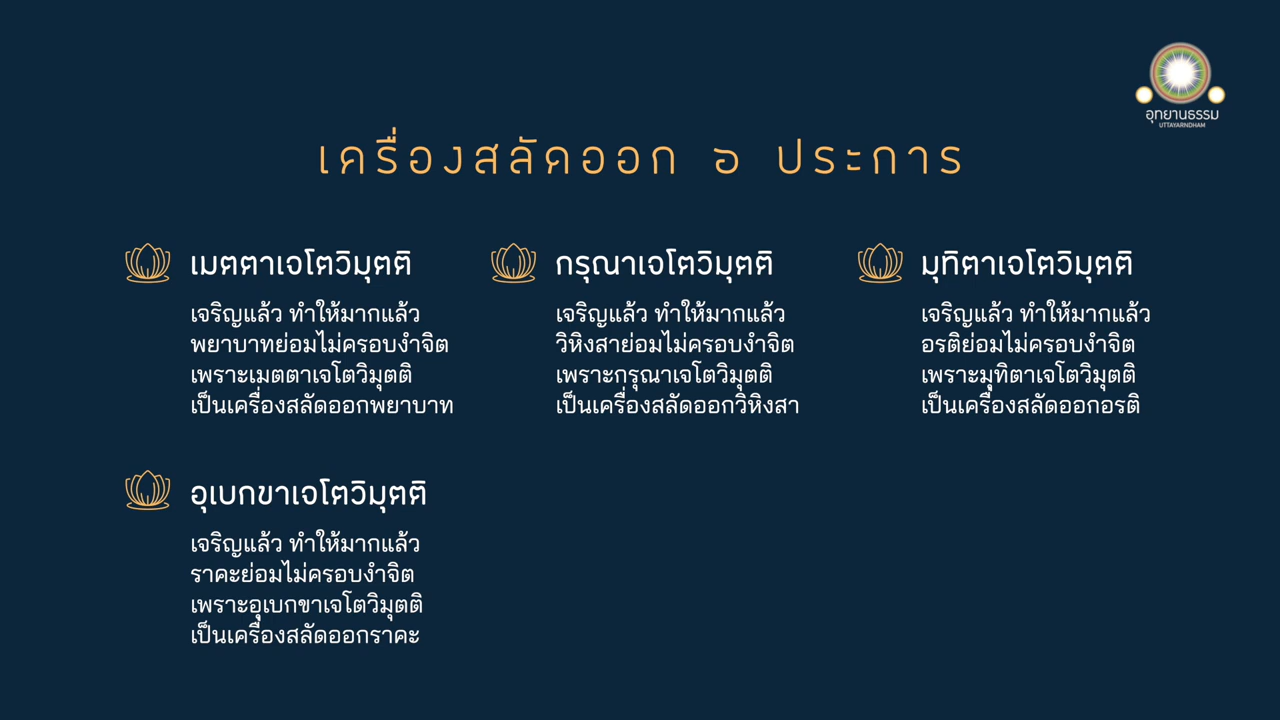 อุทยานธรรม
UTTAYARNDHAM
เครื่องสลัดออก ๖ ประการ
เมตตาเจโตวิมุตติ
เจริญแล้ว ทำให้มากแล้ว
พยาบาทย่อมไม่ครอบงำจิต
เพราะเมตตาเจโตวิมุตติ
เป็นเครื่องสลัดออกพยาบาท
กรุณาเจโตวิมุตติ
เจริญแล้ว ทำให้มากแล้ว
วิหิงสาย่อมไม่ครอบงำจิต
เพราะกรุณาเจโตวิมุตติ
เป็นเครื่องสลัดออกวิหิงสา
มุทิตาเจโตวิมุตติ
เจริญแล้ว ทำให้มากแล้ว
อรติย่อมไม่ครอบงำจิต
เพราะมุทิตาเจโตวิมุตติ
เป็นเครื่องสลัดออกอรติ
อุเบกขาเจโตวิมุตติ
เจริญแล้ว ทำให้มากแล้ว
ราคะย่อมไม่ครอบงำจิต
เพราะอุเบกขาเจโตวิมุตติ
เป็นเครื่องสลัดออกราคะ